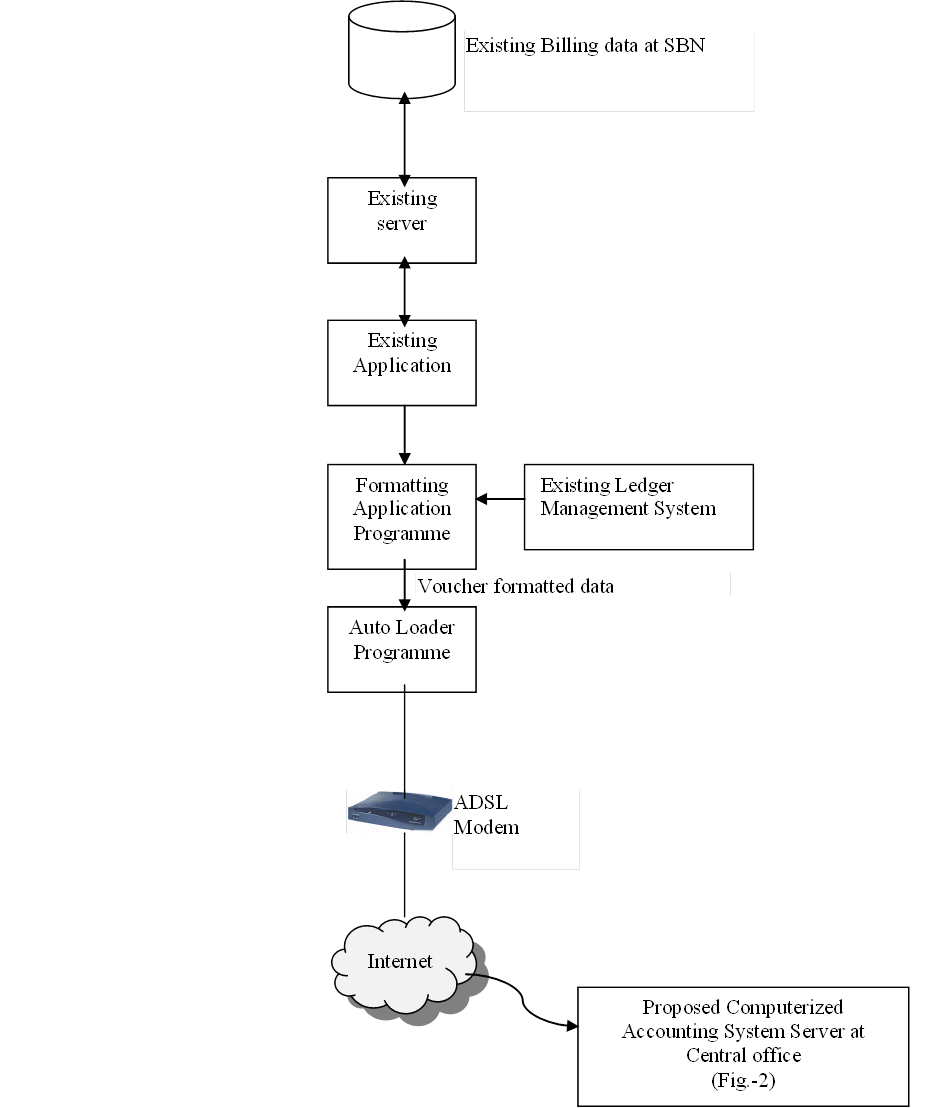 Existing Billing data at SBN
Existing
server
Existing
Application
Formatting
Application
Programme
Existing Ledger
Management System
Voucher formatted data
Auto Loader
Programme
ADSL
Modem
Internet
Proposed Computerized
Accounting System Server at
Central office
(Fig.-2)